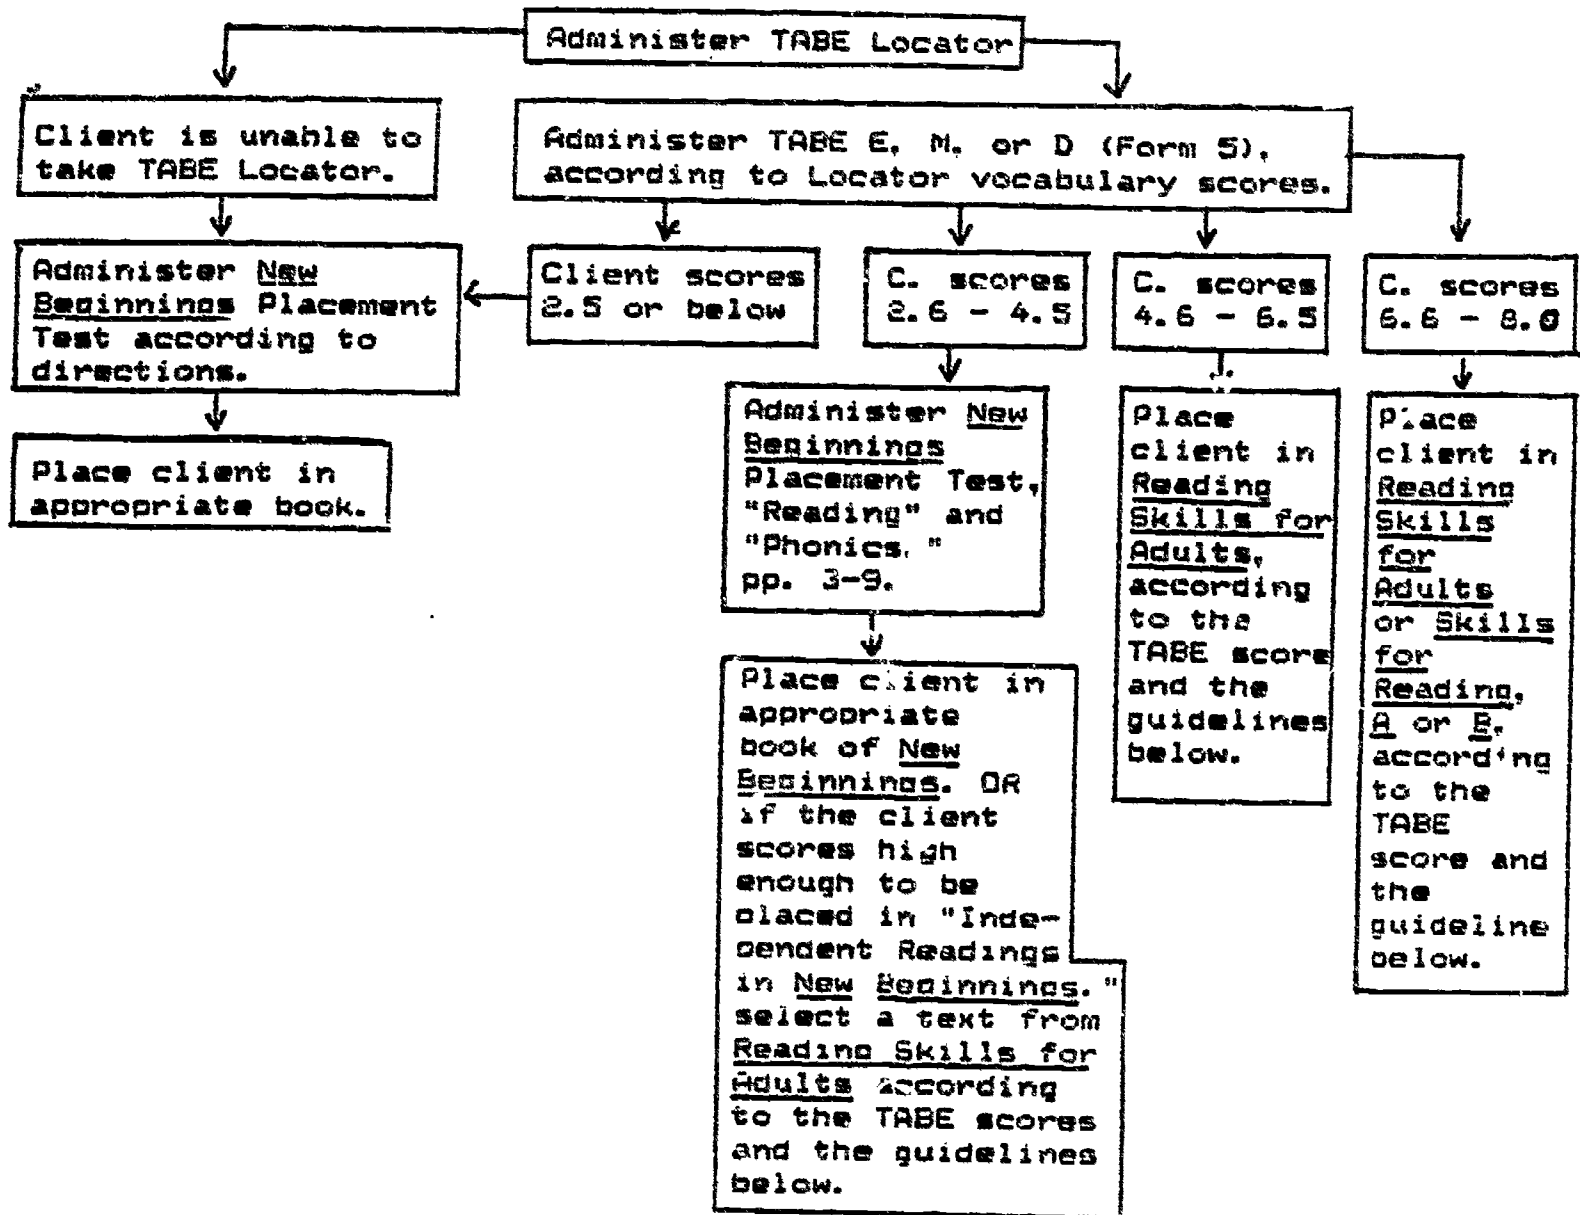 Administer TABE Locator
Client is unable to
take TABE Locator.
Administer TABE E, M, or D (Form 5),
according to Locator vocabulary scores.
Administer New
Beginnings Placement
Test according to
directions.
Client scores
2.5 or below
C. scores
2.6 - 4.5
C. scores
4.6 - 6.5
C. scores
6.6 - 8.0
Place client in
appropriate book.
Administer New
Beginnings
Placement Test,
"Reading" and
"Phonics,"
pp. 3-9.
Place client in
appropriate
book of New
Beginnings. OR
if the client
scores high
enough to be
placed in "Inde-
pendent Readings
in New Beginnings."
select a text from
Reading Skills for
Adults according
to the TABE scores
and the guidelines
below.
Place
client in
Reading
Skills for
Adults,
according
to the
TABE score
and the
guidelines
below.
Place
client in
Reading
Skills
for
Adults
or Skills
for
Reading,
A or B,
according
to the
TABE
score and
the
guideline
below.